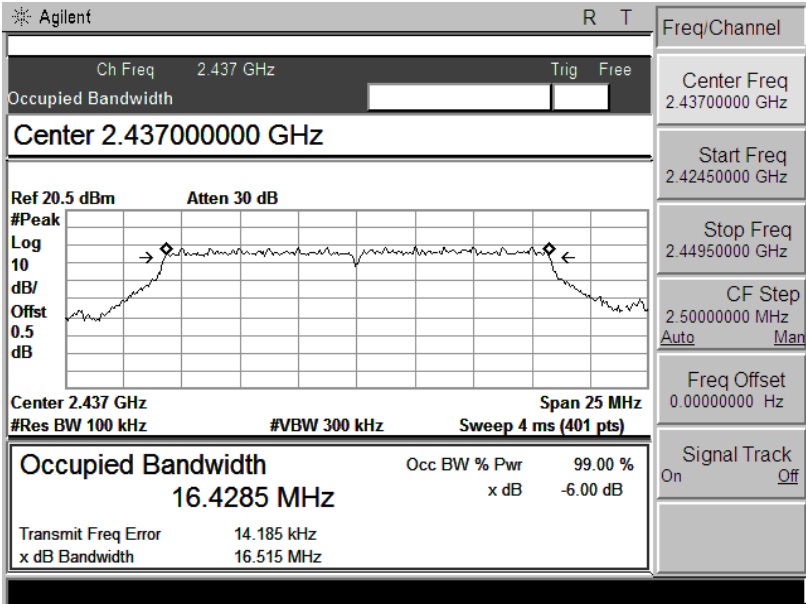 Agilent R T
Ch Freq 2.437 GHz Trig Free
Occupied Bandwidth
Center 2.437000000 GHz
Ref 20.5 dBm Atten 30 dB
#Peak
Log
10
dB/
Offst
0.5
dB
Center 2.437 GHz Span 25 MHz
#Res BW 100 kHz #VBW 300 kHz Sweep 4 ms (401 pts)
Occupied Bandwidth Occ BW % Pwr 99.00 %
16.4285 MHz x dB -6.00 dB
Transmit Freq Error 14.185 kHz
x dB Bandwidth 16.515 MHz
Freq/Channel
Center Freq
2.43700000 GHz
Start Freq
2.42450000 GHz
Stop Freq
2.44950000 GHz
CF Step
2.50000000 MHz
Auto Man
Freq Offset
0.00000000 Hz
Signal Track
On Off